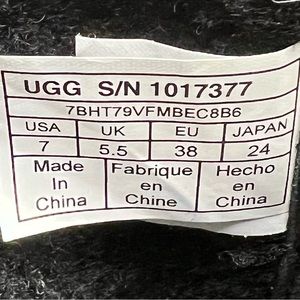 UGG S/N 1017377
7BHT79VFMBEC8B6
USA UK EU JAPAN
7 5.5 38 24
Made Fabrique Hecho
In en en
China Chine China